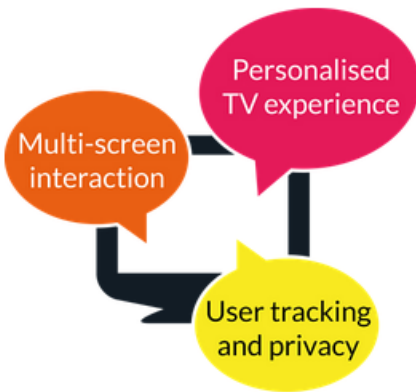 Personalised
TV experience
Multi-screen
interaction
User tracking
and privacy